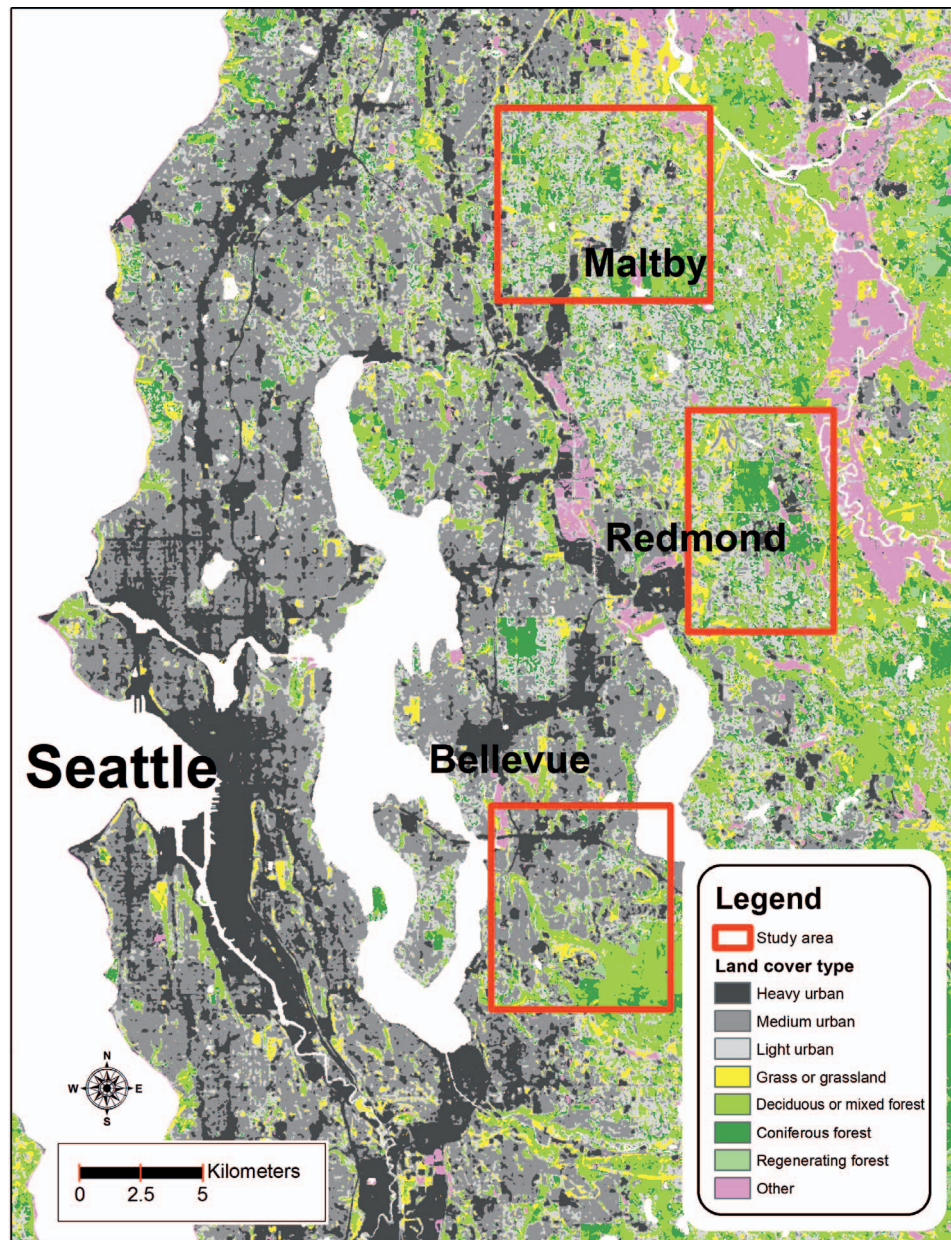 Maltby
Redmond
Seattle
Bellevue
Legend
Study area
Land cover type
Heavy urban
Medium urban
Light urban
Grass or grassland
Deciduous or mixed forest
Coniferous forest
Regenerating forest
Other
N
W E
S
Kilometers
0 2.5 5